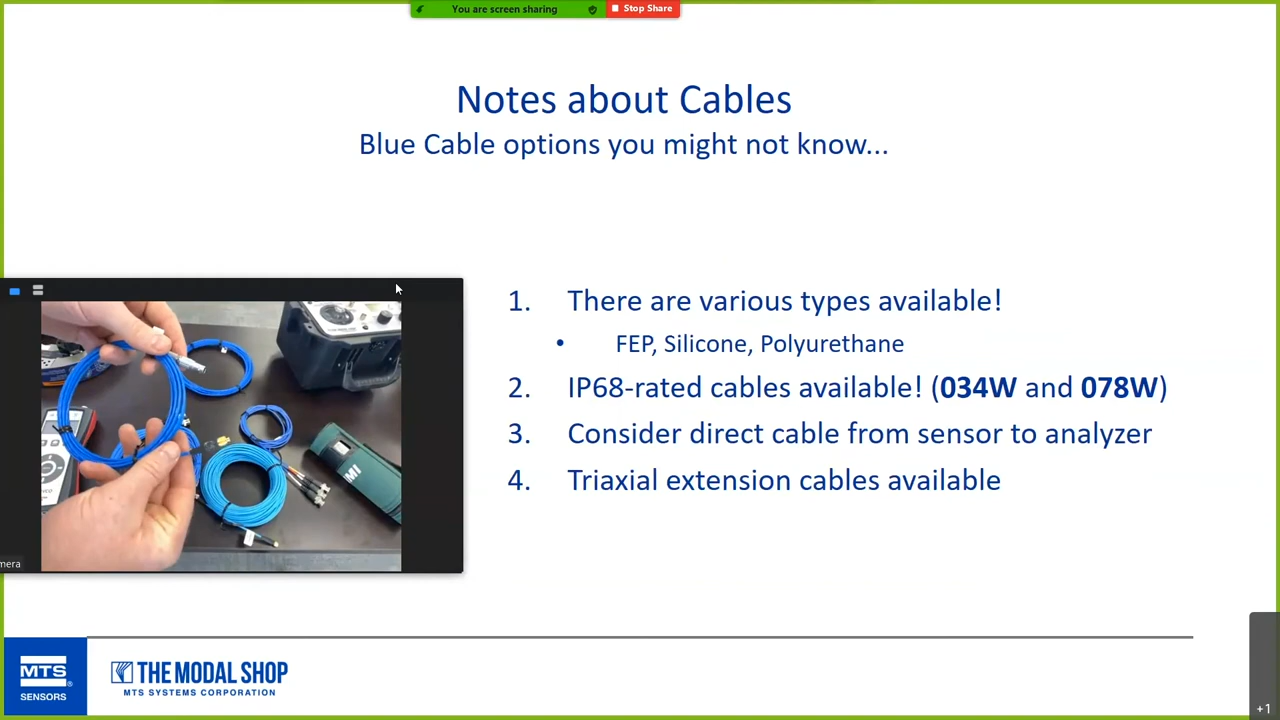 You are screen sharing
Stop Share
Notes about Cables
Blue Cable options you might not know...
1. There are various types available!
• FEP, Silicone, Polyurethane
2. IP68-rated cables available! (034W and 078W)
3. Consider direct cable from sensor to analyzer
4. Triaxial extension cables available
MI
mera
MTS®
SENSORS
THE MODAL SHOP
MTS SYSTEMS CORPORATION
+1